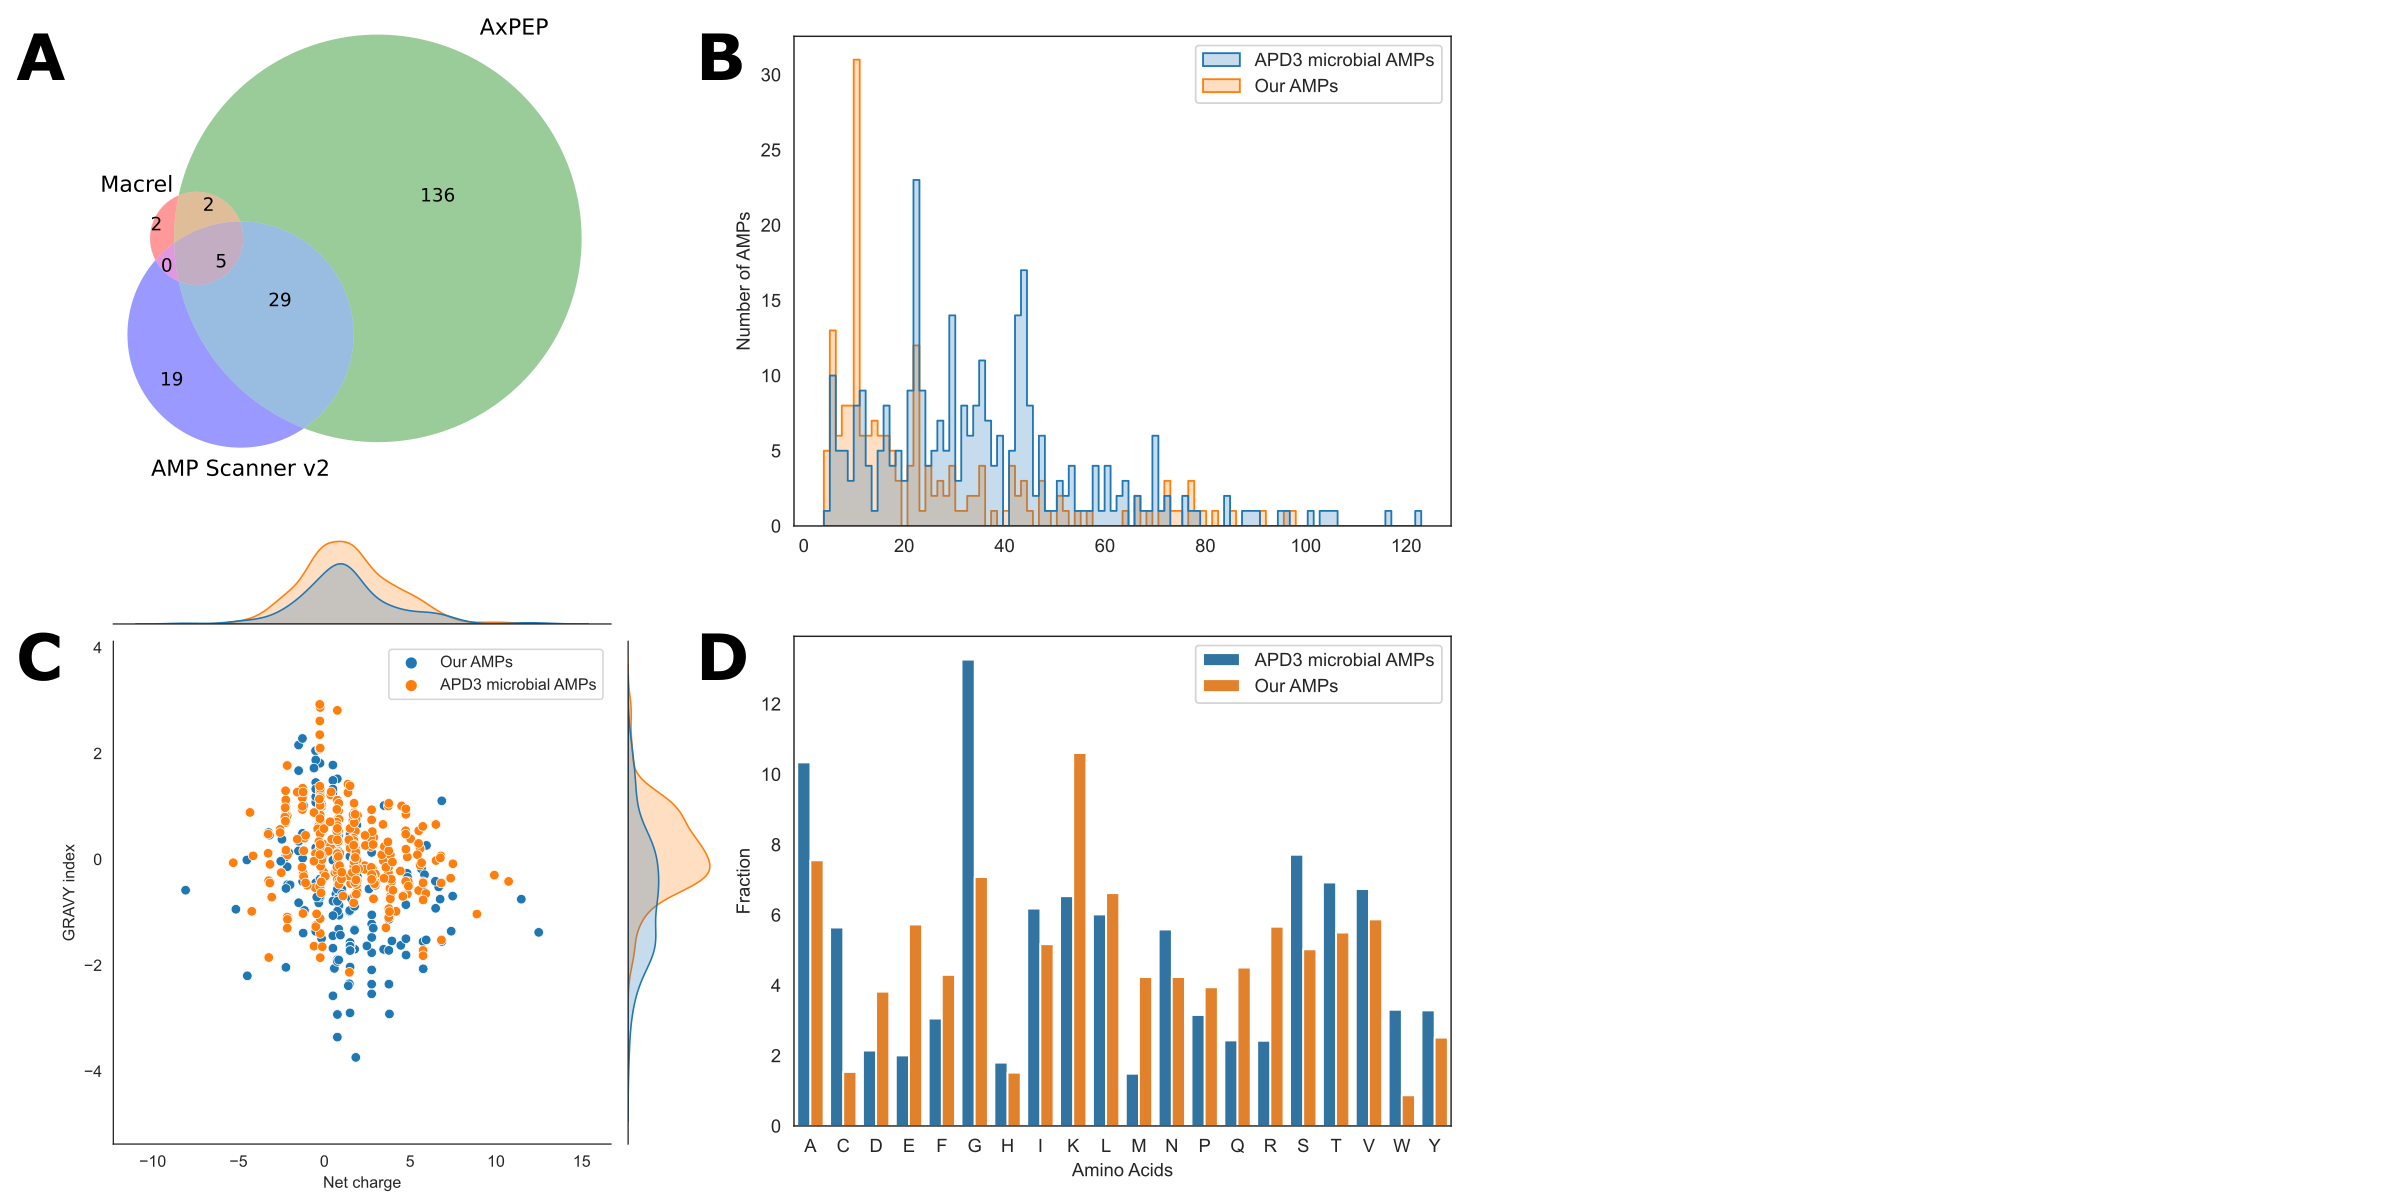 A
AxPEP
Macrel
136
2
2
0
5
29
19
AMP Scanner v2
B
APD3 microbial AMPs
Our AMPs
Number of AMPs
30
25
20
15
10
5
0
0 20 40 60 80 100 120
C
Our AMPs
APD3 microbial AMPs
GRAVY index
4
2
0
−2
−4
−10 −5 0 5 10 15
Net charge
D
APD3 microbial AMPs
Our AMPs
Fraction
12
10
8
6
4
2
0
A C D E F G H I K L M N P Q R S T V W Y
Amino Acids